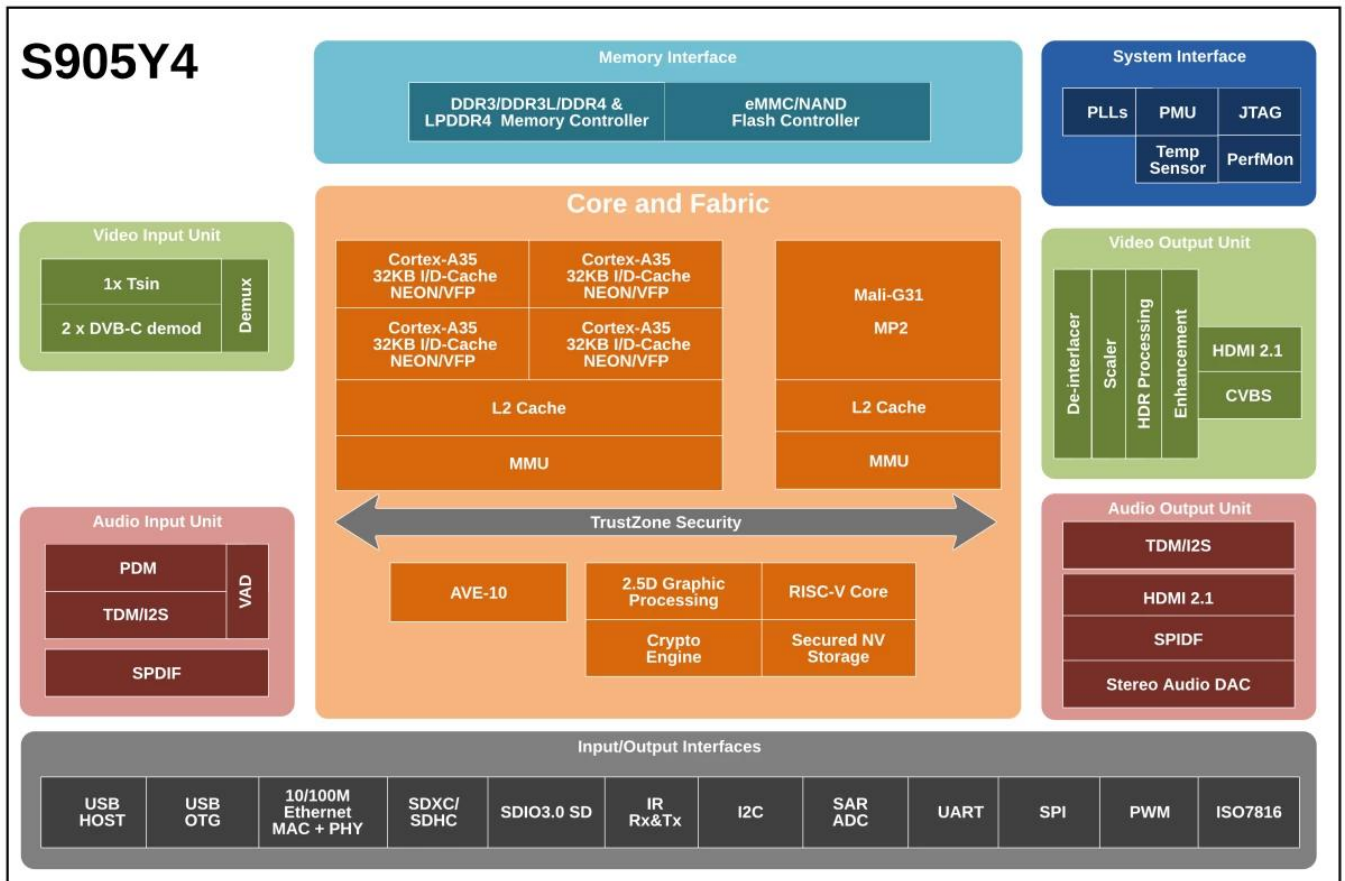 S905Y4
Memory Interface
DDR3/DDR3L/DDR4 &
LPDDR4 Memory Controller
eMMC/NAND
Flash Controller
System Interface
PLLs
PMU
JTAG
Temp
Sensor
PerfMon
Video Input Unit
1x Tsin
2 x DVB-C demod
Demux
Core and Fabric
Cortex-A35
32KB I/D-Cache
NEON/VFP
Cortex-A35
32KB I/D-Cache
NEON/VFP
Cortex-A35
32KB I/D-Cache
NEON/VFP
Cortex-A35
32KB I/D-Cache
NEON/VFP
L2 Cache
MMU
Mali-G31
MP2
L2 Cache
MMU
Video Output Unit
De-interlacer
Scaler
HDR Processing
Enhancement
HDMI 2.1
CVBS
TrustZone Security
AVE-10
2.5D Graphic
Processing
RISC-V Core
Crypto
Engine
Secured NV
Storage
Audio Input Unit
PDM
TDM/I2S
VAD
SPDIF
Audio Output Unit
TDM/I2S
HDMI 2.1
SPIDF
Stereo Audio DAC
Input/Output Interfaces
USB
HOST
USB
OTG
10/100M
Ethernet
MAC + PHY
SDXC/
SDHC
SDIO3.0 SD
IR
Rx&Tx
I2C
SAR
ADC
UART
SPI
PWM
ISO7816